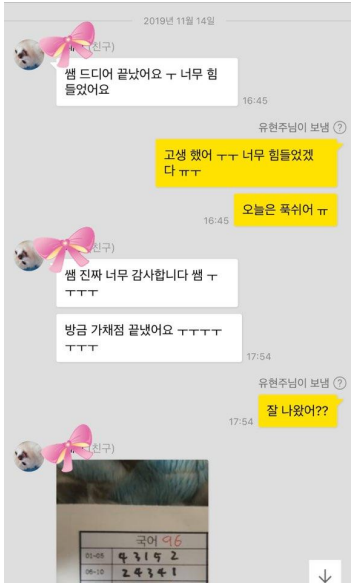 2019년 11월 14일
(친구)
쌤 드디어 끝났어요 ㅜ 너무 힘
들었어요
16:45
유현주님이 보냄 ?
고생 했어 ㅜㅜ 너무 힘들었겠
다 ㅠㅜ
오늘은 푹쉬어 ㅠ
16:45
친구)
쌤 진짜 너무 감사합니다 쌤 ㅜ
ㅜㅜㅜ
방금 가채점 끝냈어요 ㅜㅜㅜㅜ
ㅜㅜㅜ
17:54
유현주님이 보냄 ?
잘 나왔어??
17:54
(친구)
국어 96
01-05 4 3 1 5 2
06-10 2 4 3 4 1